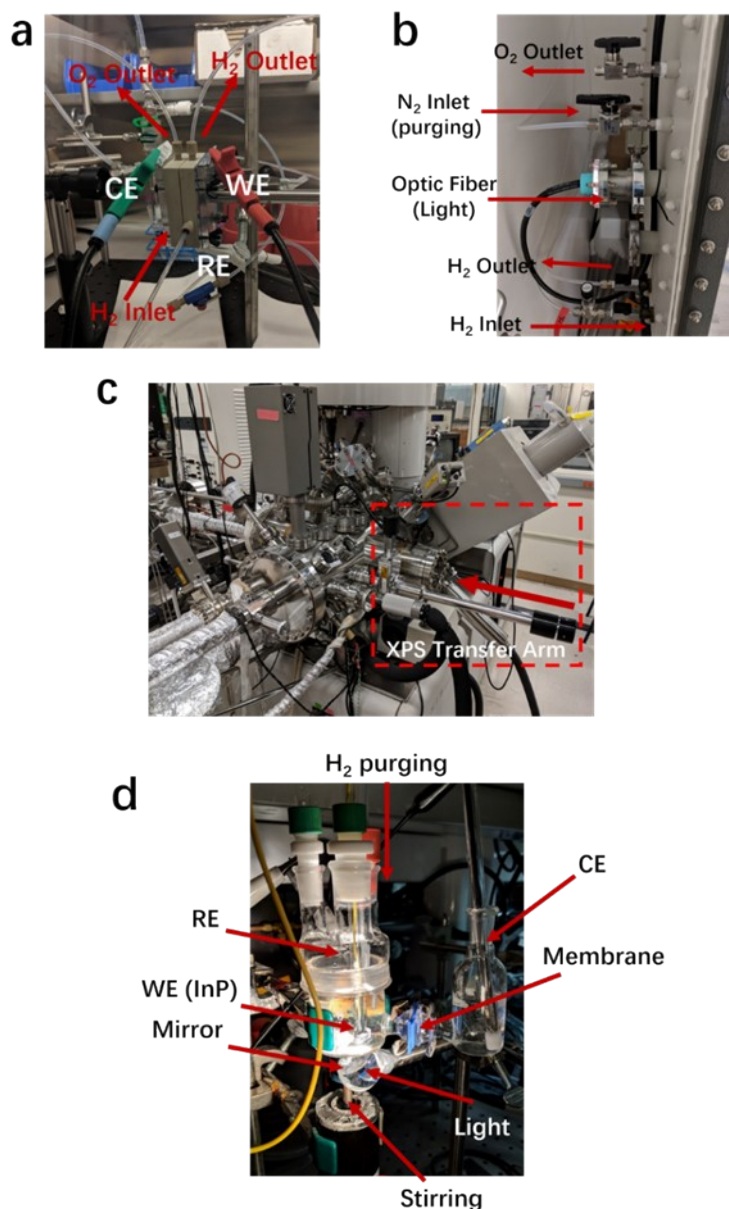 a
O₂ Outlet
H₂ Outlet
CE
WE
RE
H₂ Inlet
b
O₂ Outlet
N₂ Inlet
(purging)
Optic Fiber
(Light)
H₂ Outlet
H₂ Inlet
c
XPS Transfer Arm
d
H₂ purging
CE
RE
Membrane
WE (InP)
Mirror
Light
Stirring